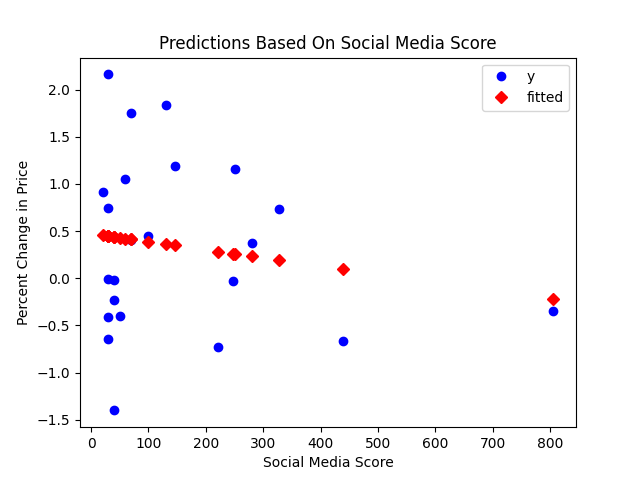 Predictions Based On Social Media Score
y
fitted
Percent Change in Price
2.0
1.5
1.0
0.5
0.0
−0.5
−1.0
−1.5
0 100 200 300 400 500 600 700 800
Social Media Score